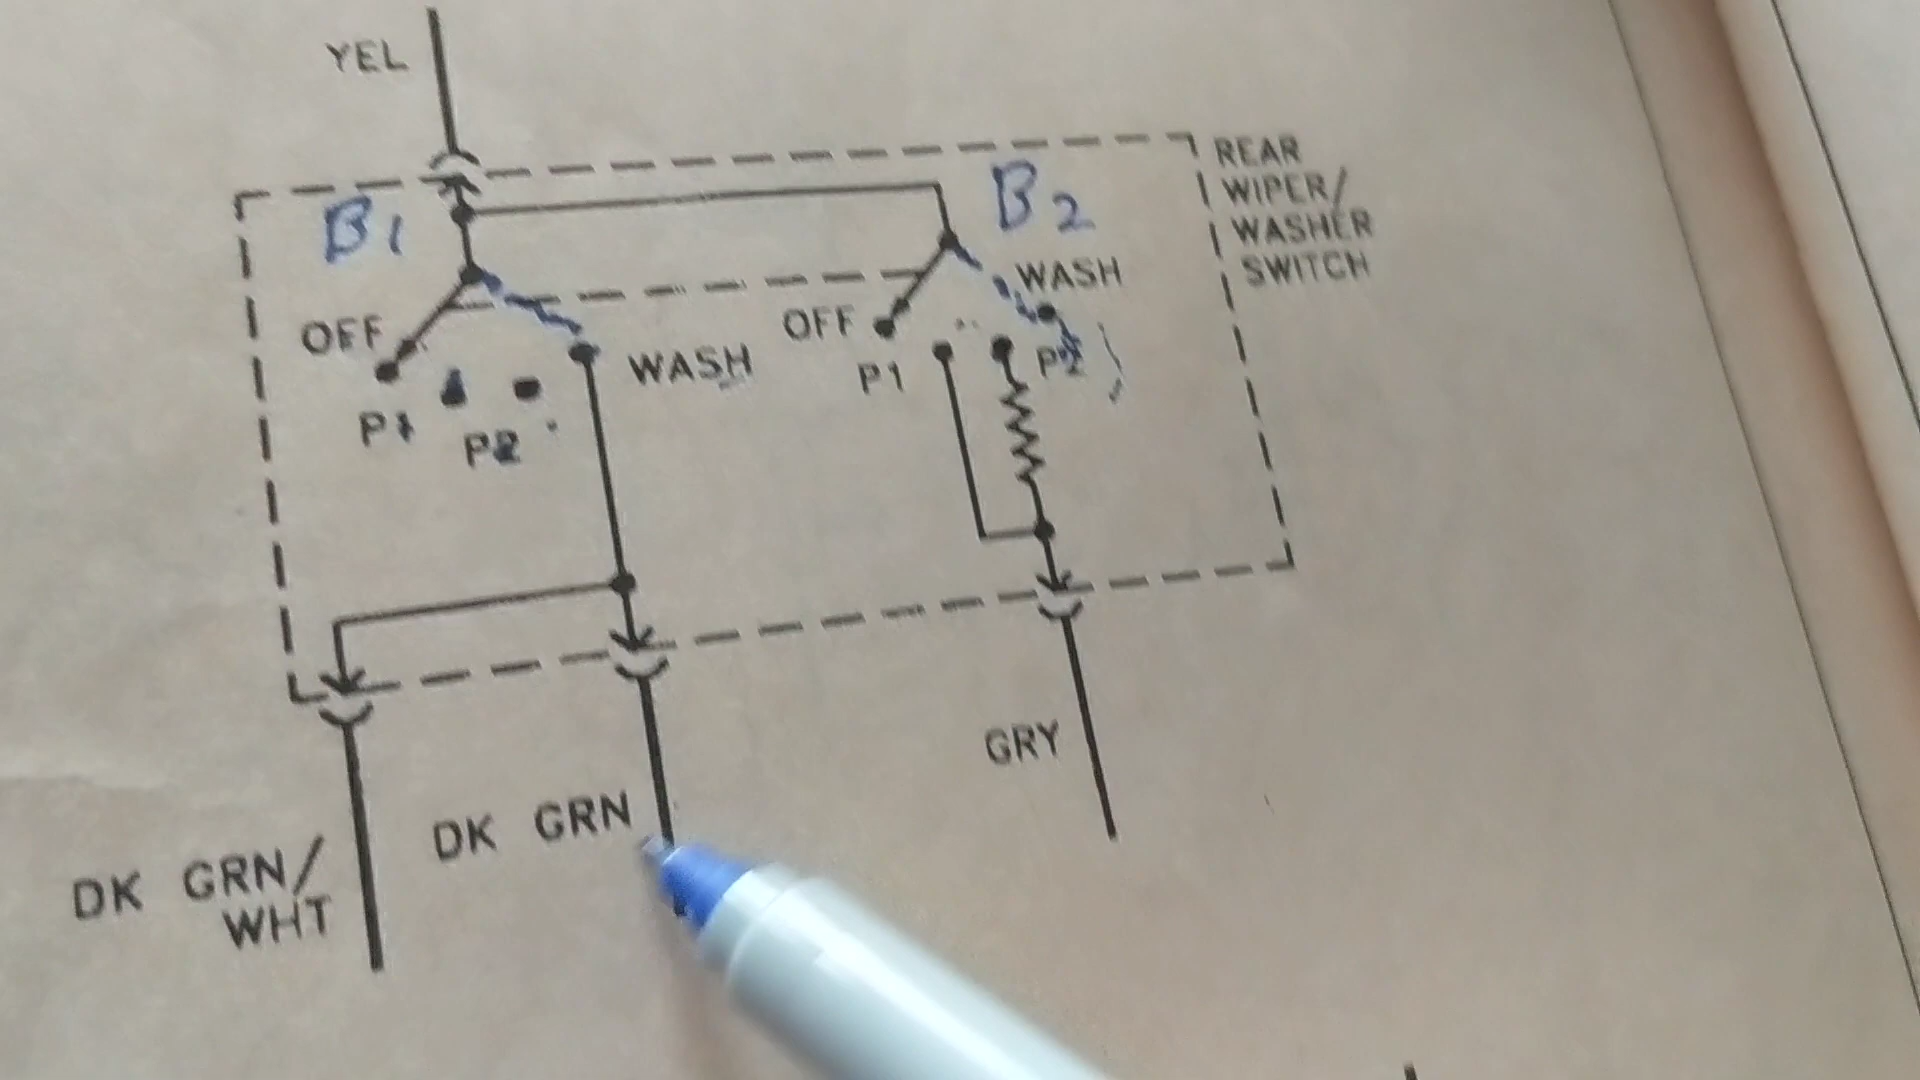 YEL
REAR
WIPER/
WASHER
SWITCH
B1
B2
WASH
OFF
OFF
WASH
P1
P2
P1
P2
GRY
DK GRN
DK GRN/
WHT